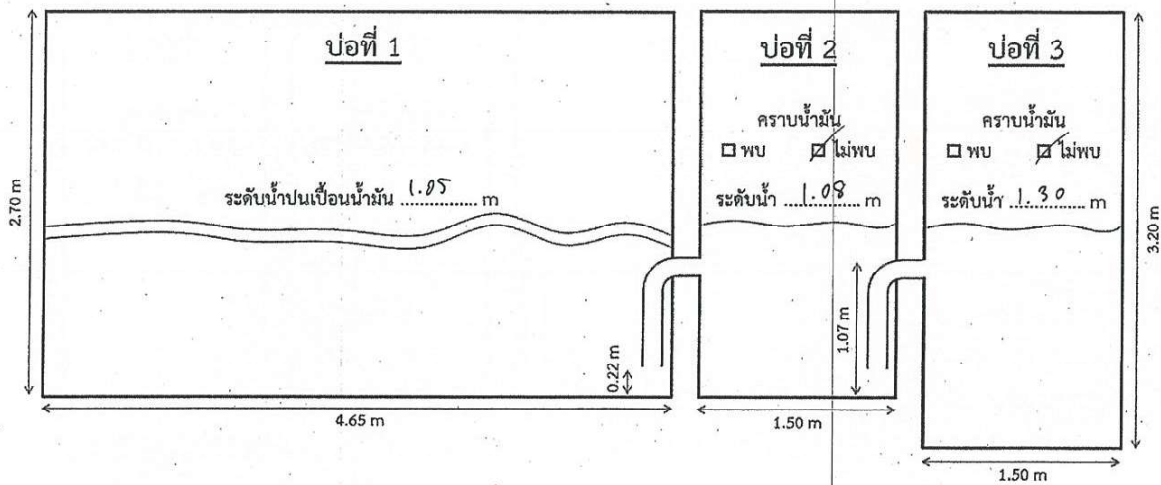 บ่อที่ 1
ระดับน้ำปนเปื้อนน้ำมัน 1.05 m
2.70 m
4.65 m
0.22 m
บ่อที่ 2
คราบน้ำมัน
พบ ไม่พบ
ระดับน้ำ 1.08 m
1.07 m
1.50 m
บ่อที่ 3
คราบน้ำมัน
พบ ไม่พบ
ระดับน้ำ 1.30 m
3.20 m
1.50 m